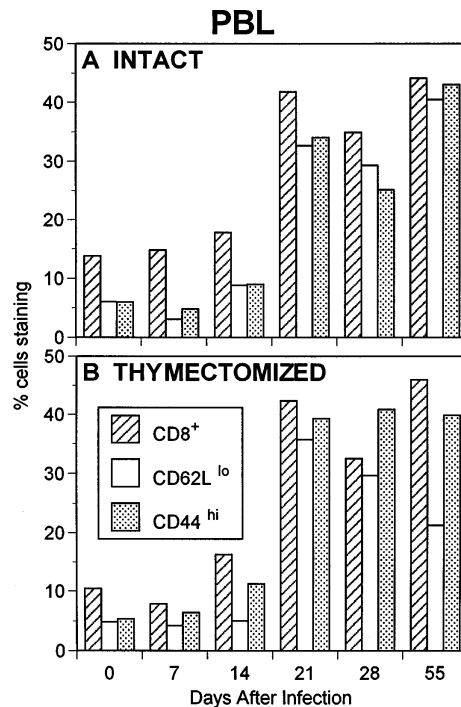 PBL
50
A INTACT
40
30
20
10
0
% cells staining
50
B THYMECTOMIZED
40
CD8+
CD62L lo
CD44 hi
30
20
10
0
0 7 14 21 28 55
Days After Infection